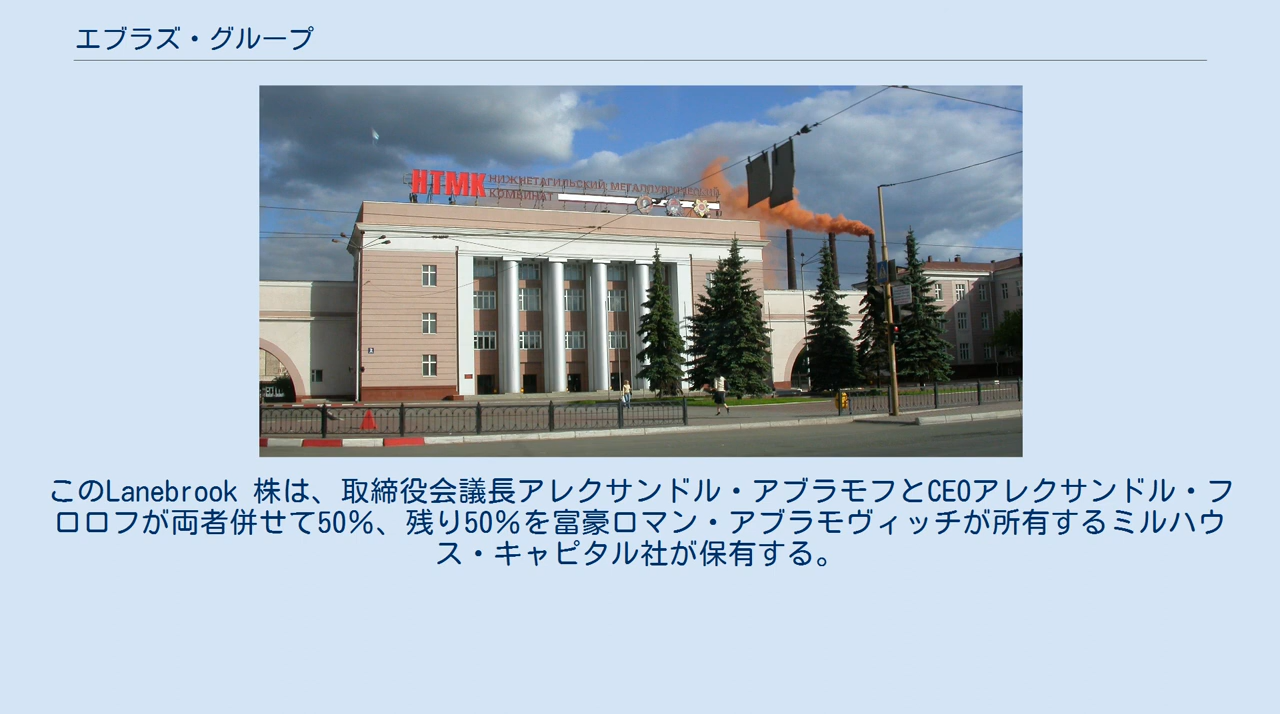 エブラズ・グループ
НТМК НИЖНЕТАГИЛЬСКИЙ МЕТАЛЛУРГИЧЕСКИЙ
КОМБИНАТ
このLanebrook 株は、取締役会議長アレクサンドル・アブラモフとCEOアレクサンドル・フ
ロロフが両者併せて50%、残り50%を富豪ロマン・アブラモヴィッチが所有するミルハウ
ス・キャピタル社が保有する。